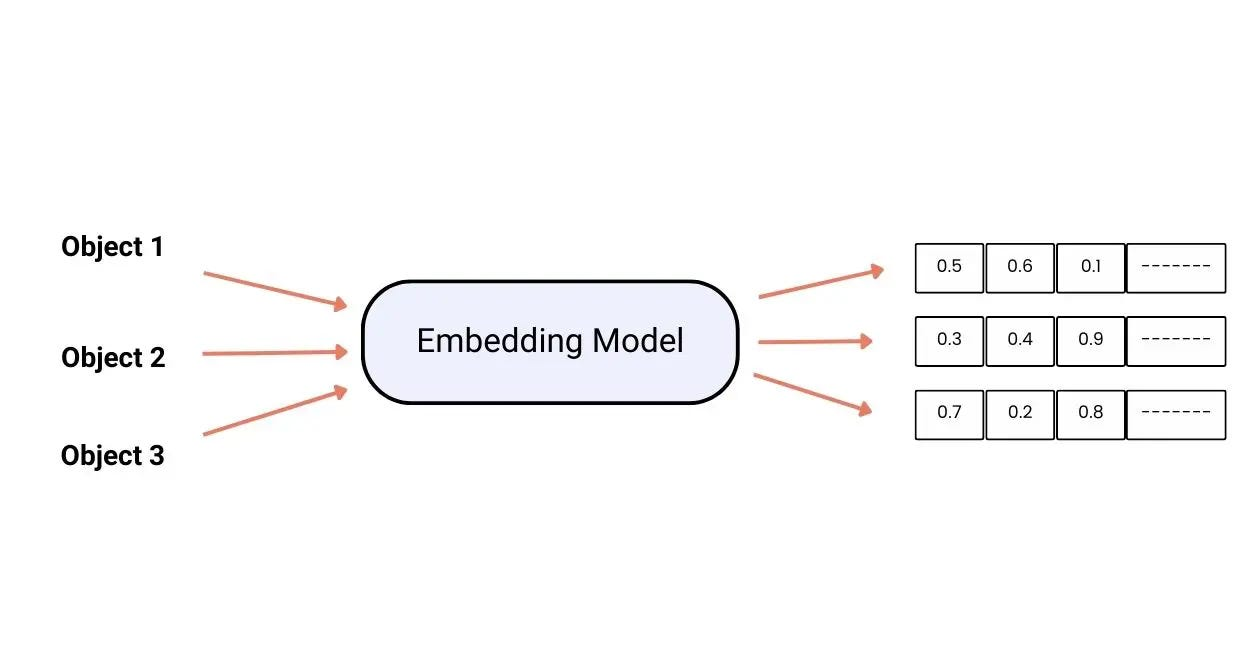 Object 1
Object 2
Object 3
Embedding Model
0.5 0.6 0.1 -------
0.3 0.4 0.9 -------
0.7 0.2 0.8 -------